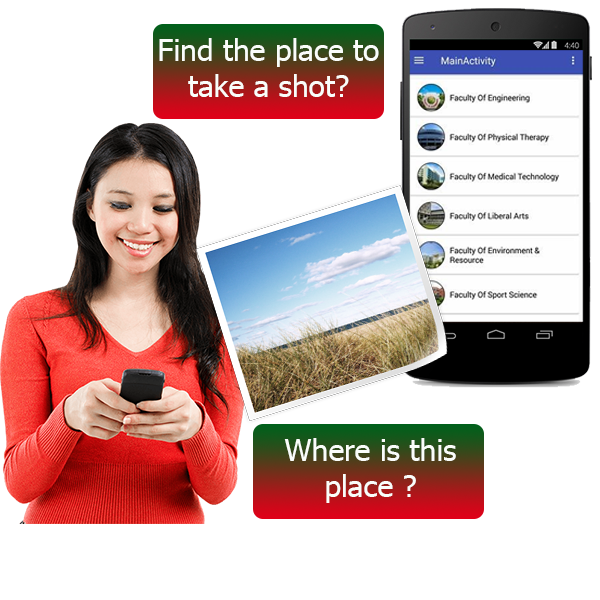 Find the place to
take a shot?
4:40
MainActivity
Faculty Of Engineering
Faculty Of Physical Therapy
Faculty Of Medical Technology
Faculty Of Liberal Arts
Faculty Of Environment &
Resource
Faculty Of Sport Science
Where is this
place ?